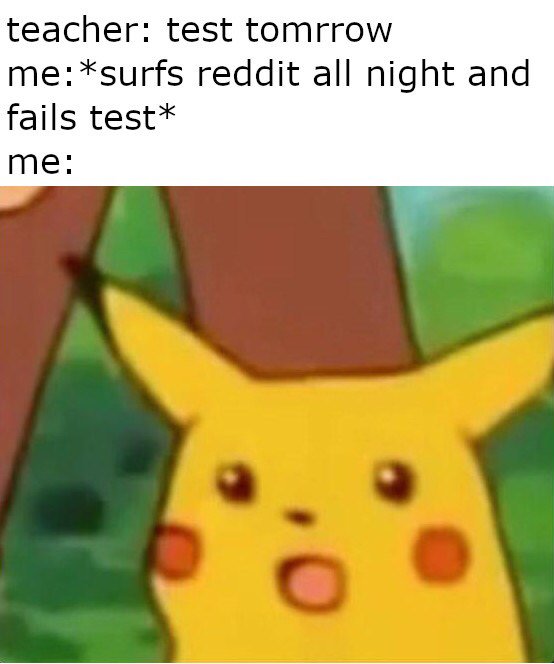 teacher: test tomrrow
me:*surfs reddit all night and
fails test*
me: